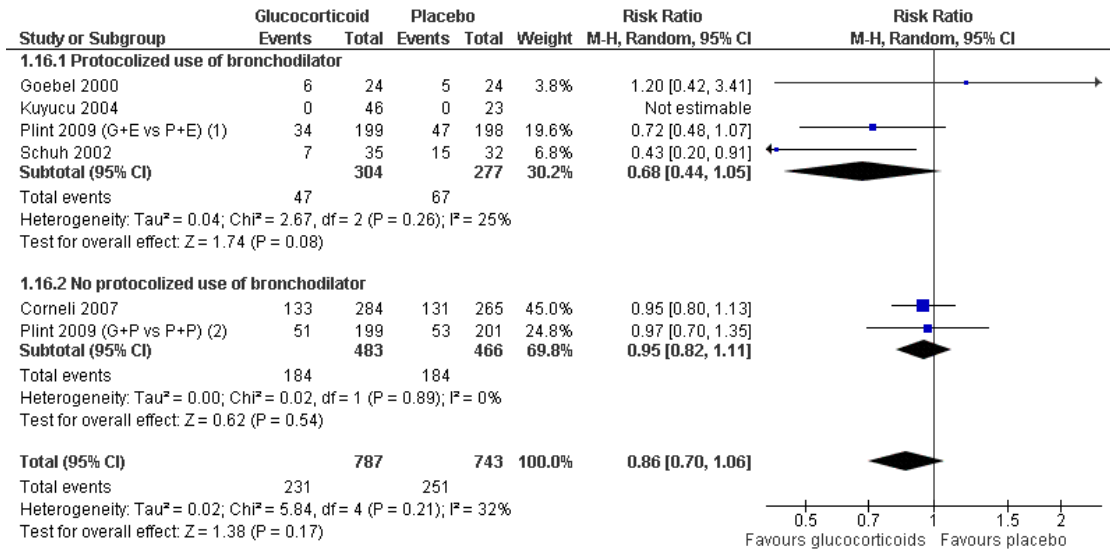 Glucocorticoid Placebo Risk Ratio Risk Ratio
Study or Subgroup Events Total Events Total Weight M-H, Random, 95% CI M-H, Random, 95% CI
1.16.1 Protocolized use of bronchodilator
Goebel 2000 6 24 5 24 3.8% 1.20 [0.42, 3.41]
Kuyucu 2004 0 46 0 23 Not estimable
Plint 2009 (G+E vs P+E) (1) 34 199 47 198 19.6% 0.72 [0.48, 1.07]
Schuh 2002 7 35 15 32 6.8% 0.43 [0.20, 0.91]
Subtotal (95% CI) 304 277 30.2% 0.68 [0.44, 1.05]
Total events 47 67
Heterogeneity: Tau² = 0.04; Chi² = 2.67, df = 2 (P = 0.26); I² = 25%
Test for overall effect: Z = 1.74 (P = 0.08)
1.16.2 No protocolized use of bronchodilator
Corneli 2007 133 284 131 265 45.0% 0.95 [0.80, 1.13]
Plint 2009 (G+P vs P+P) (2) 51 199 53 201 24.8% 0.97 [0.70, 1.35]
Subtotal (95% CI) 483 466 69.8% 0.95 [0.82, 1.11]
Total events 184 184
Heterogeneity: Tau² = 0.00; Chi² = 0.02, df = 1 (P = 0.89); I² = 0%
Test for overall effect: Z = 0.62 (P = 0.54)
Total (95% CI) 787 743 100.0% 0.86 [0.70, 1.06]
Total events 231 251
Heterogeneity: Tau² = 0.02; Chi² = 5.84, df = 4 (P = 0.21); I² = 32%
Test for overall effect: Z = 1.38 (P = 0.17)
0.5 0.7 1 1.5 2
Favours glucocorticoids Favours placebo